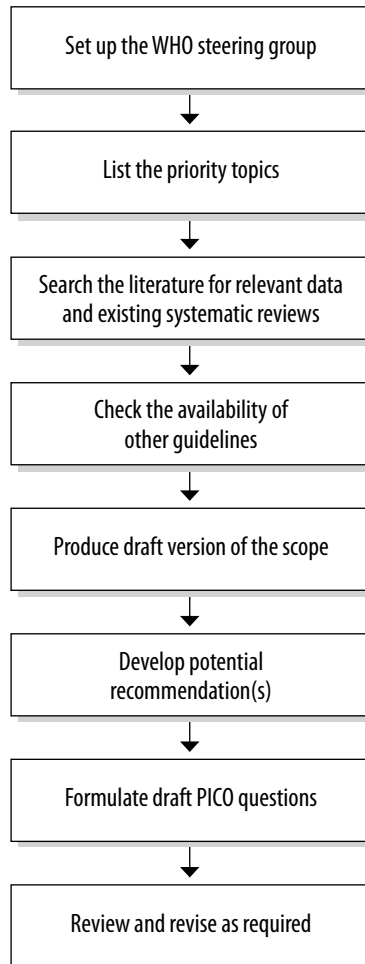 Set up the WHO steering group
List the priority topics
Search the literature for relevant data
and existing systematic reviews
Check the availability of
other guidelines
Produce draft version of the scope
Develop potential
recommendation(s)
Formulate draft PICO questions
Review and revise as required